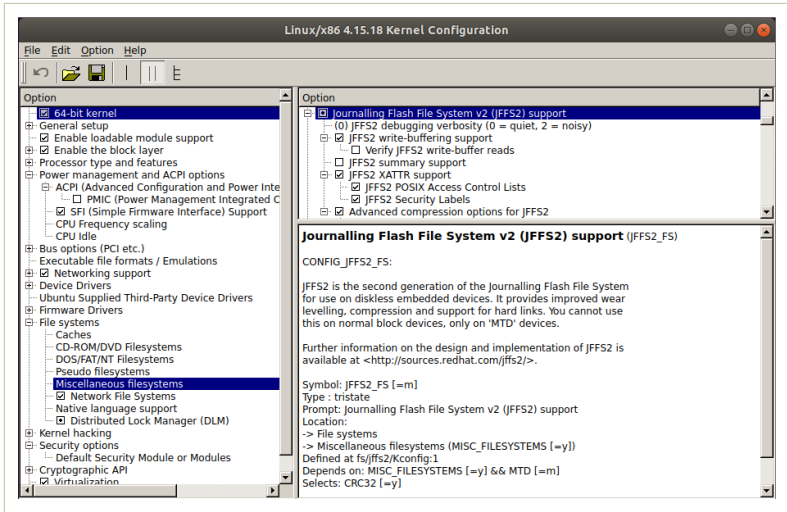 Linux/x86 4.15.18 Kernel Configuration
File Edit Option Help
Option
64-bit kernel
General setup
Enable loadable module support
Enable the block layer
Processor type and features
Power management and ACPI options
ACPI (Advanced Configuration and Power Inte
PMIC (Power Management Integrated C
SFI (Simple Firmware Interface) Support
CPU Frequency scaling
CPU Idle
Bus options (PCI etc.)
Executable file formats / Emulations
Networking support
Device Drivers
Ubuntu Supplied Third-Party Device Drivers
Firmware Drivers
File systems
Caches
CD-ROM/DVD Filesystems
DOS/FAT/NT Filesystems
Pseudo filesystems
Miscellaneous filesystems
Network File Systems
Native language support
Distributed Lock Manager (DLM)
Kernel hacking
Security options
Default Security Module or Modules
Cryptographic API
Virtualization
Option
Journalling Flash File System v2 (JFFS2) support
(0) JFFS2 debugging verbosity (0 = quiet, 2 = noisy)
JFFS2 write-buffering support
Verify JFFS2 write-buffer reads
JFFS2 summary support
JFFS2 XATTR support
JFFS2 POSIX Access Control Lists
JFFS2 Security Labels
Advanced compression options for JFFS2
Journalling Flash File System v2 (JFFS2) support (JFFS2_FS)
CONFIG_JFFS2_FS:
JFFS2 is the second generation of the Journalling Flash File System
for use on diskless embedded devices. It provides improved wear
levelling, compression and support for hard links. You cannot use
this on normal block devices, only on 'MTD' devices.
Further information on the design and implementation of JFFS2 is
available at <http://sources.redhat.com/jffs2/>.
Symbol: JFFS2_FS [=m]
Type : tristate
Prompt: Journalling Flash File System v2 (JFFS2) support
Location:
-> File systems
-> Miscellaneous filesystems (MISC_FILESYSTEMS [=y])
Defined at fs/jffs2/Kconfig:1
Depends on: MISC_FILESYSTEMS [=y] && MTD [=m]
Selects: CRC32 [=y]